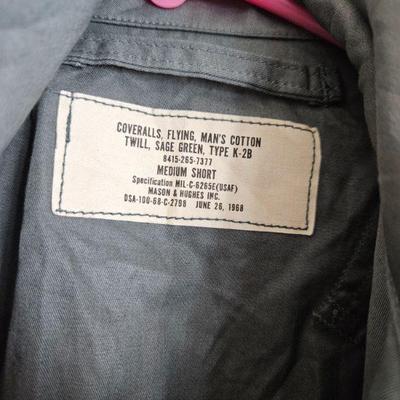 COVERALLS, FLYING, MAN'S COTTON
TWILL, SAGE GREEN, TYPE K-2B
8415-265-7377
MEDIUM SHORT
Specification MIL-C-6265E(USAF)
MASON & HUGHES INC.
DSA-100-68-C-2798 JUNE 26, 1968